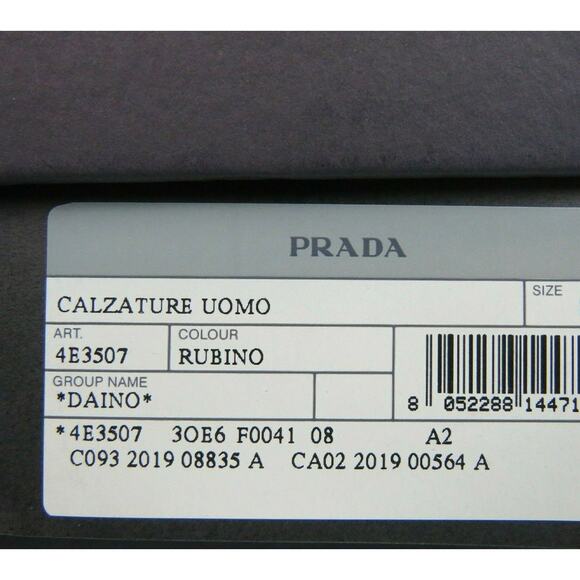 PRADA
CALZATURE UOMO
SIZE
ART.
4E3507
COLOUR
RUBINO
GROUP NAME
*DAINO*
8 052288 14471
*4E3507 3OE6 F0041 08 A2
C093 2019 08835 A CA02 2019 00564 A